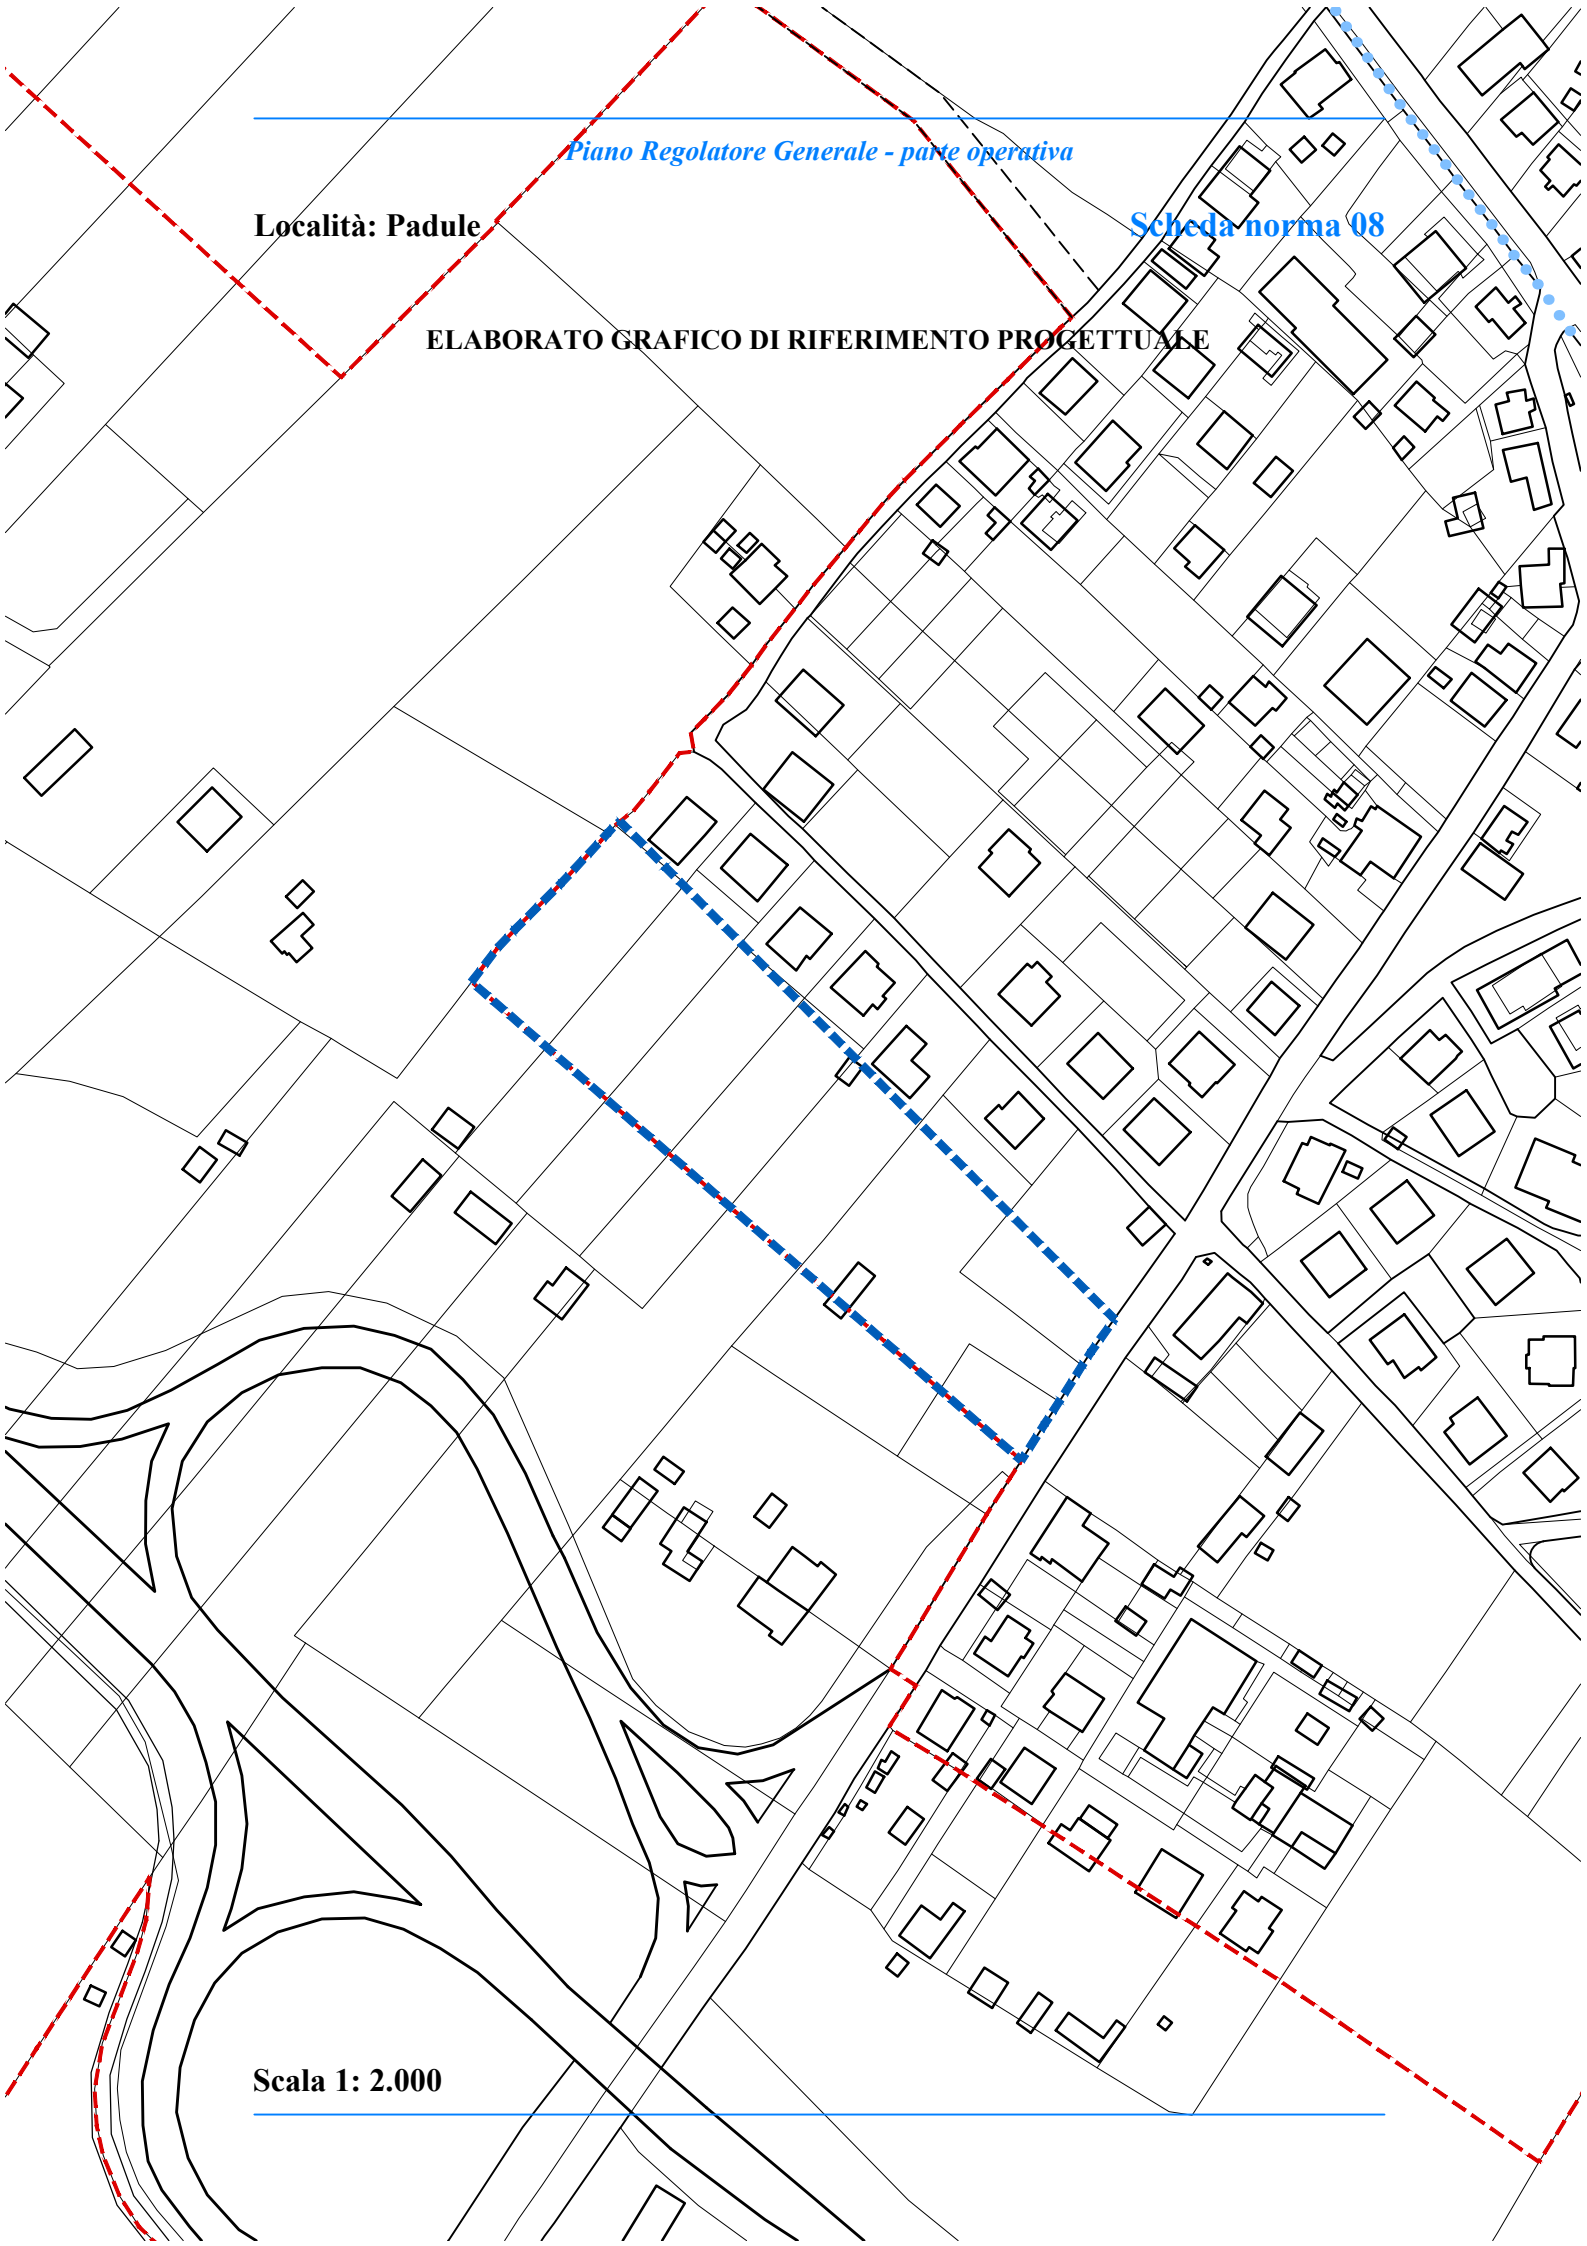 Piano Regolatore Generale - parte operativa
Località: Padule
Scheda norma 08
ELABORATO GRAFICO DI RIFERIMENTO PROGETTUALE
Scala 1: 2.000